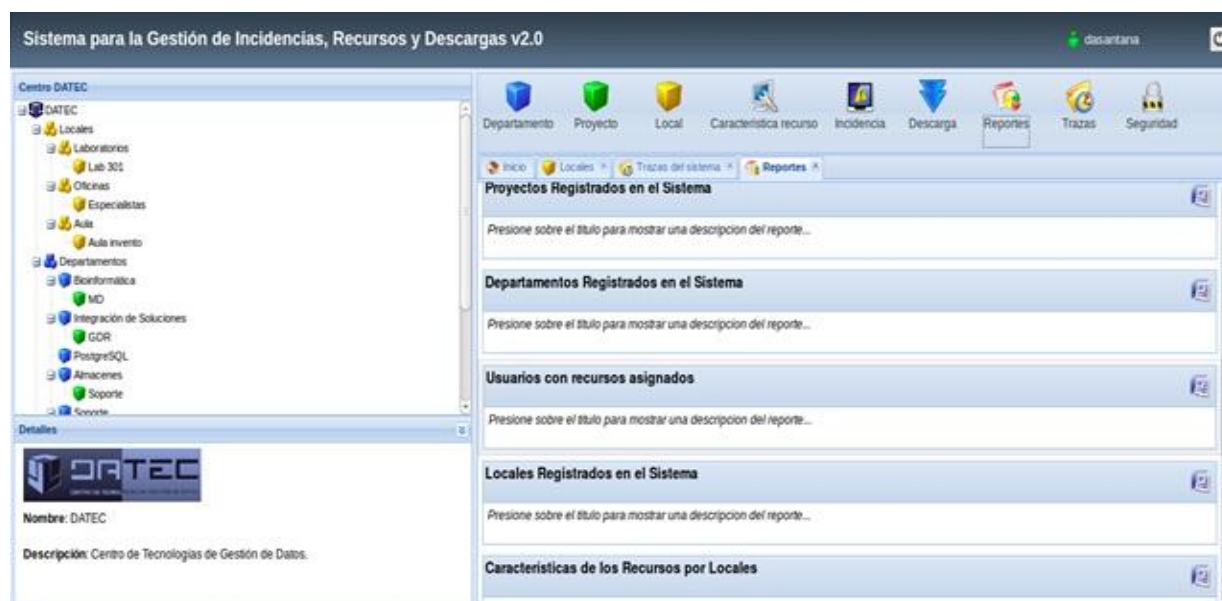 Sistema para la Gestión de Incidencias, Recursos y Descargas v2.0
dasantana
Centro DATEC
DATEC
Locales
Laboratorios
Lab 301
Oficinas
Especialistas
Aula
Aula invento
Departamentos
Bioinformática
MD
Integración de Soluciones
GDR
PostgreSQL
Almacenes
Soporte
Soporte
Detalles
DATEC
Nombre: DATEC
Descripción: Centro de Tecnologías de Gestión de Datos.
Departamento Proyecto Local Característica recurso Incidencia Descarga Reportes Trazas Seguridad
Inicio Locales Trazas del sistema Reportes
Proyectos Registrados en el Sistema
Presione sobre el título para mostrar una descripcion del reporte...
Departamentos Registrados en el Sistema
Presione sobre el título para mostrar una descripcion del reporte...
Usuarios con recursos asignados
Presione sobre el título para mostrar una descripcion del reporte...
Locales Registrados en el Sistema
Presione sobre el título para mostrar una descripcion del reporte...
Características de los Recursos por Locales